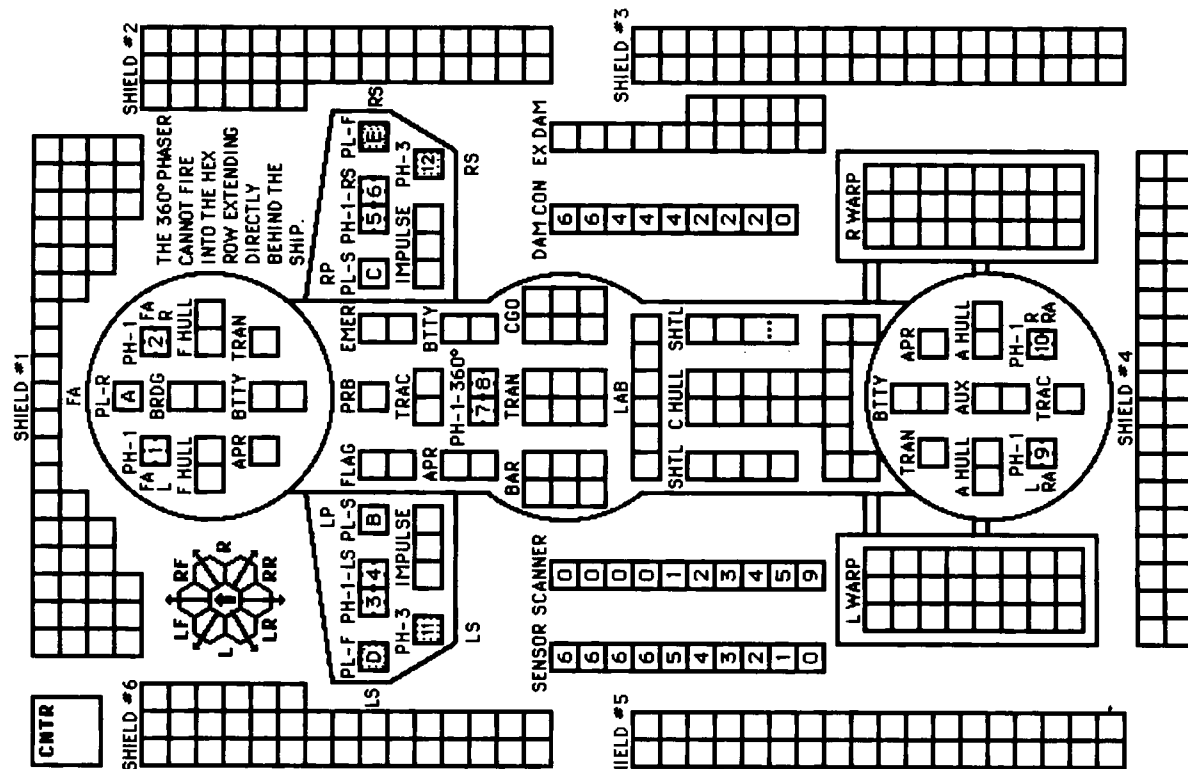 CNTR
SHIELD #1
SHIELD #2
SHIELD #6
LF
RF
L
R
LR
RR
THE 360° PHASER
CANNOT FIRE
INTO THE HEX
ROW EXTENDING
DIRECTLY
BEHIND THE
SHIP.
FA
PL-R
A
PH-1
1
FA
L
PH-1
2
FA
R
BRDG
F HULL
F HULL
APR
BTTY
TRAN
LP
RP
LS
PL-F
D
PH-1-LS
3 4
PL-S
B
PH-3
11
IMPULSE
LS
FLAG
PRB
EMER
PL-S
C
PH-1-RS
5 6
PL-F
E
RS
IMPULSE
PH-3
12
RS
APR
TRAC
BTTY
PH-1-360°
7 8
BAR
TRAN
CGO
LAB
SENSOR
6
6
6
6
5
4
3
2
1
0
SCANNER
0
0
0
0
1
2
3
4
5
9
DAM CON
6
6
4
4
4
2
2
2
0
EX DAM
SHTL
C HULL
SHTL
SHIELD #3
HIELD #5
L WARP
R WARP
TRAN
BTTY
APR
A HULL
AUX
A HULL
PH-1
9
L
RA
TRAC
PH-1
10
R
RA
SHIELD #4